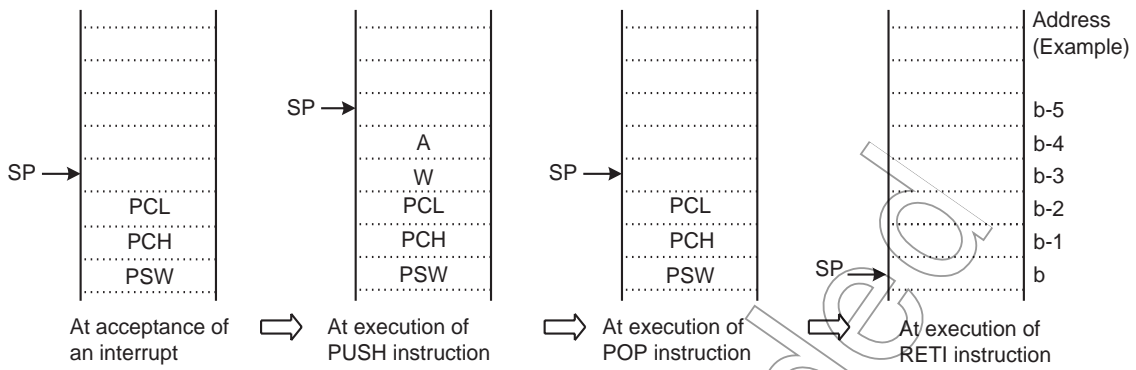 Address
(Example)
SP
b-5
A
b-4
SP
W
SP
b-3
PCL
PCL
PCL
b-2
PCH
PCH
PCH
b-1
PSW
PSW
PSW
SP
b
At acceptance of
an interrupt
At execution of
PUSH instruction
At execution of
POP instruction
At execution of
RETI instruction